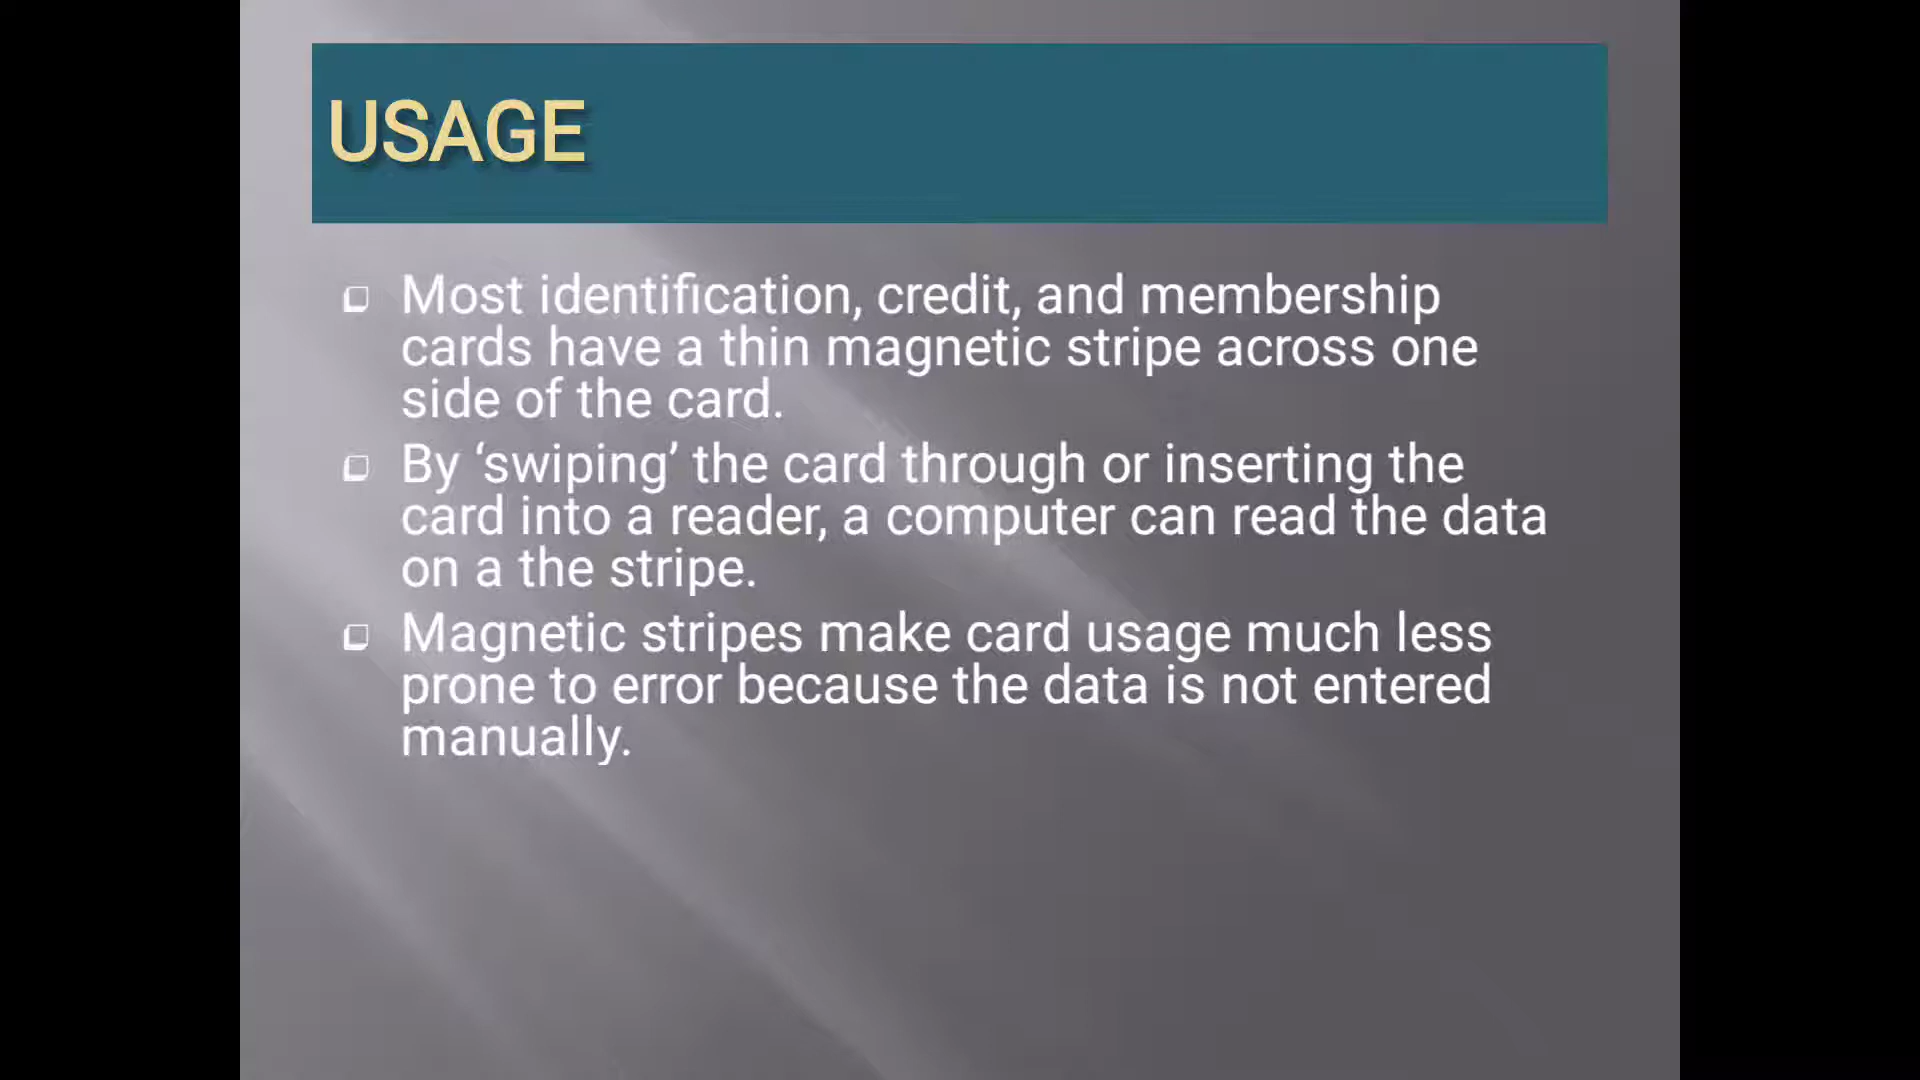 USAGE
Most identification, credit, and membership
cards have a thin magnetic stripe across one
side of the card.
By ‘swiping’ the card through or inserting the
card into a reader, a computer can read the data
on a the stripe.
Magnetic stripes make card usage much less
prone to error because the data is not entered
manually.